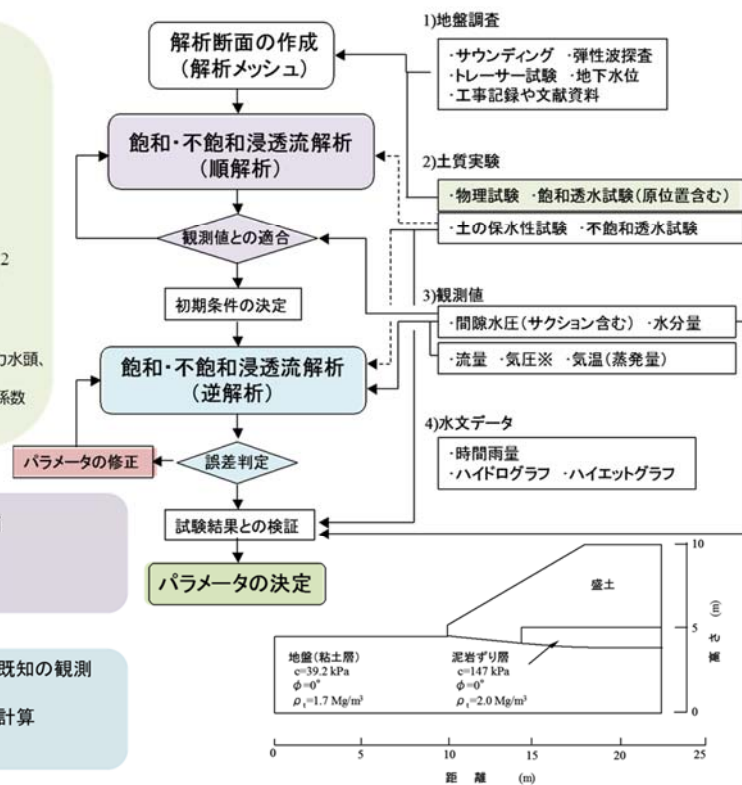 解析断面の作成
(解析メッシュ)
飽和・不飽和浸透流解析
(順解析)
観測値との適合
初期条件の決定
飽和・不飽和浸透流解析
(逆解析)
パラメータの修正
誤差判定
試験結果との検証
パラメータの決定
1)地盤調査
・サウンディング ・弾性波探査
・トレーサー試験 ・地下水位
・工事記録や文献資料
2)土質実験
・物理試験 ・飽和透水試験(原位置含む)
・土の保水性試験 ・不飽和透水試験
3)観測値
・間隙水圧(サクション含む) ・水分量
・流量 ・気圧※ ・気温(蒸発量)
4)水文データ
・時間雨量
・ハイドログラフ ・ハイエットグラフ
2
力水頭、
係数
既知の観測
計算
盛土
地盤(粘土層)
c=39.2 kPa
φ=0°
ρt=1.7 Mg/m³
泥岩ずり層
c=147 kPa
φ=0°
ρt=2.0 Mg/m³
10
5
0
高さ (m)
0 5 10 15 20 25
距 離 (m)